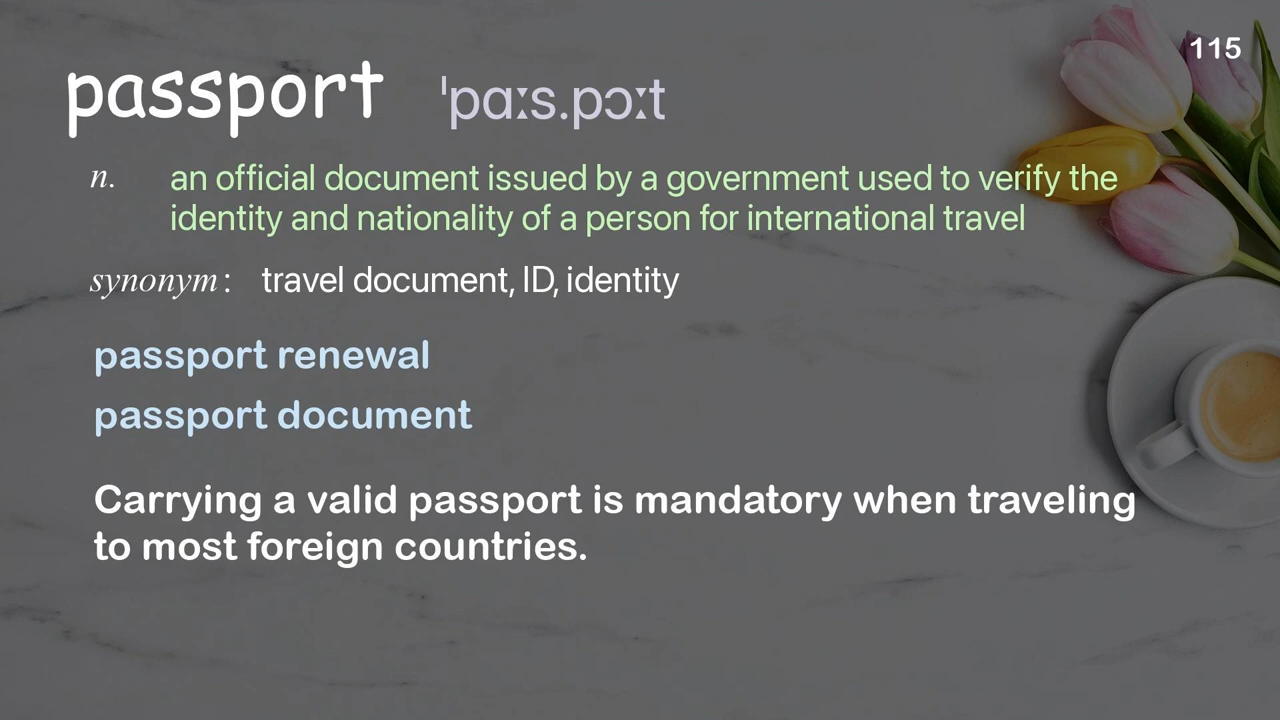 115
passport ˈpɑːs.pɔːt
n. an official document issued by a government used to verify the
identity and nationality of a person for international travel
synonym: travel document, ID, identity
passport renewal
passport document
Carrying a valid passport is mandatory when traveling
to most foreign countries.